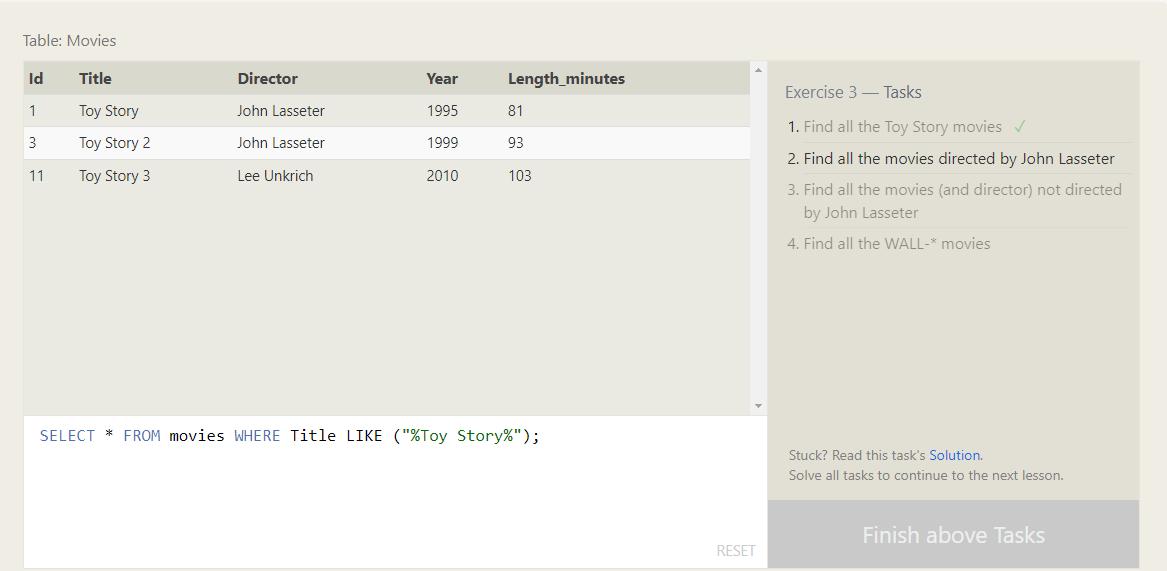 Table: Movies
Id Title Director Year Length_minutes
1 Toy Story John Lasseter 1995 81
3 Toy Story 2 John Lasseter 1999 93
11 Toy Story 3 Lee Unkrich 2010 103
SELECT * FROM movies WHERE Title LIKE ("%Toy Story%");
RESET
Exercise 3 — Tasks
1. Find all the Toy Story movies ✓
2. Find all the movies directed by John Lasseter
3. Find all the movies (and director) not directed
by John Lasseter
4. Find all the WALL-* movies
Stuck? Read this task's Solution.
Solve all tasks to continue to the next lesson.
Finish above Tasks